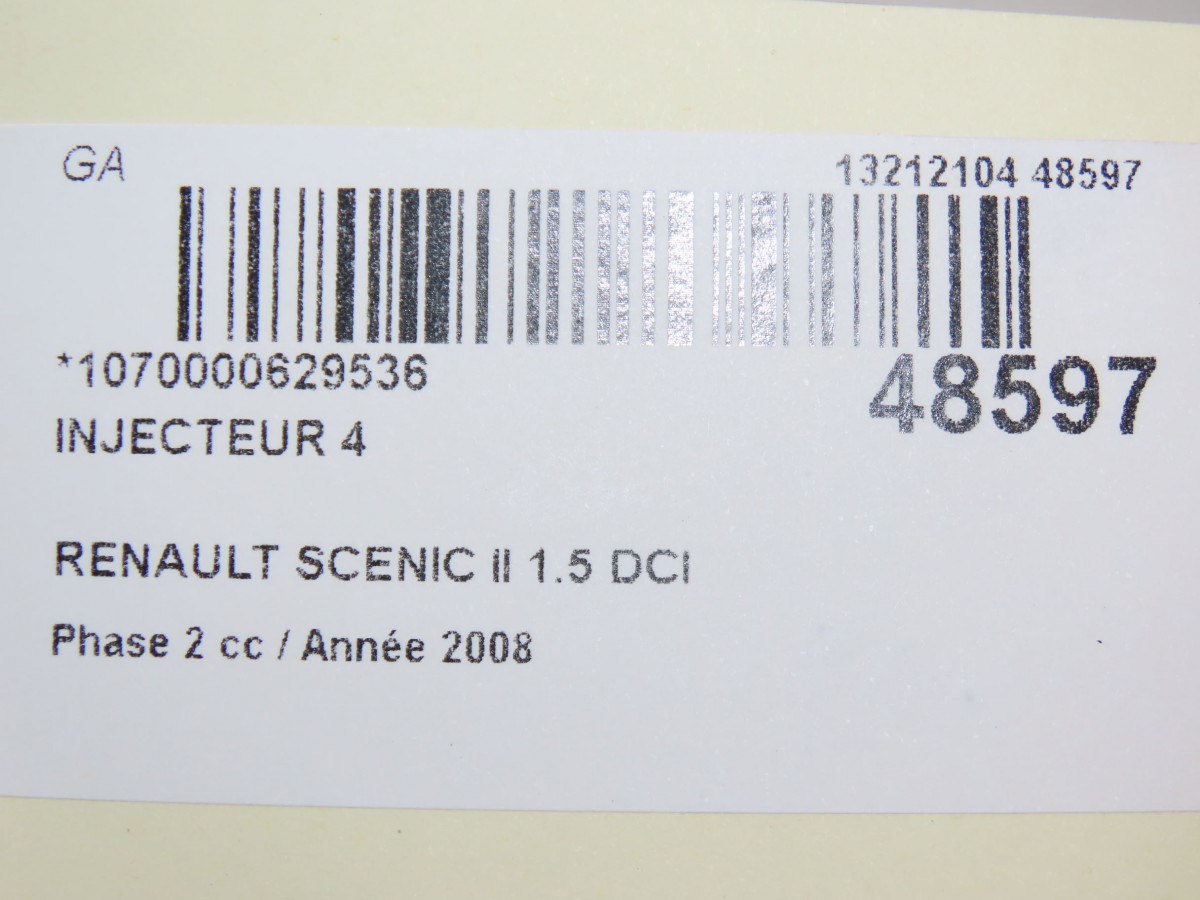 GA
13212104 48597
*1070000629536
48597
INJECTEUR 4
RENAULT SCENIC II 1.5 DCI
Phase 2 cc / Année 2008